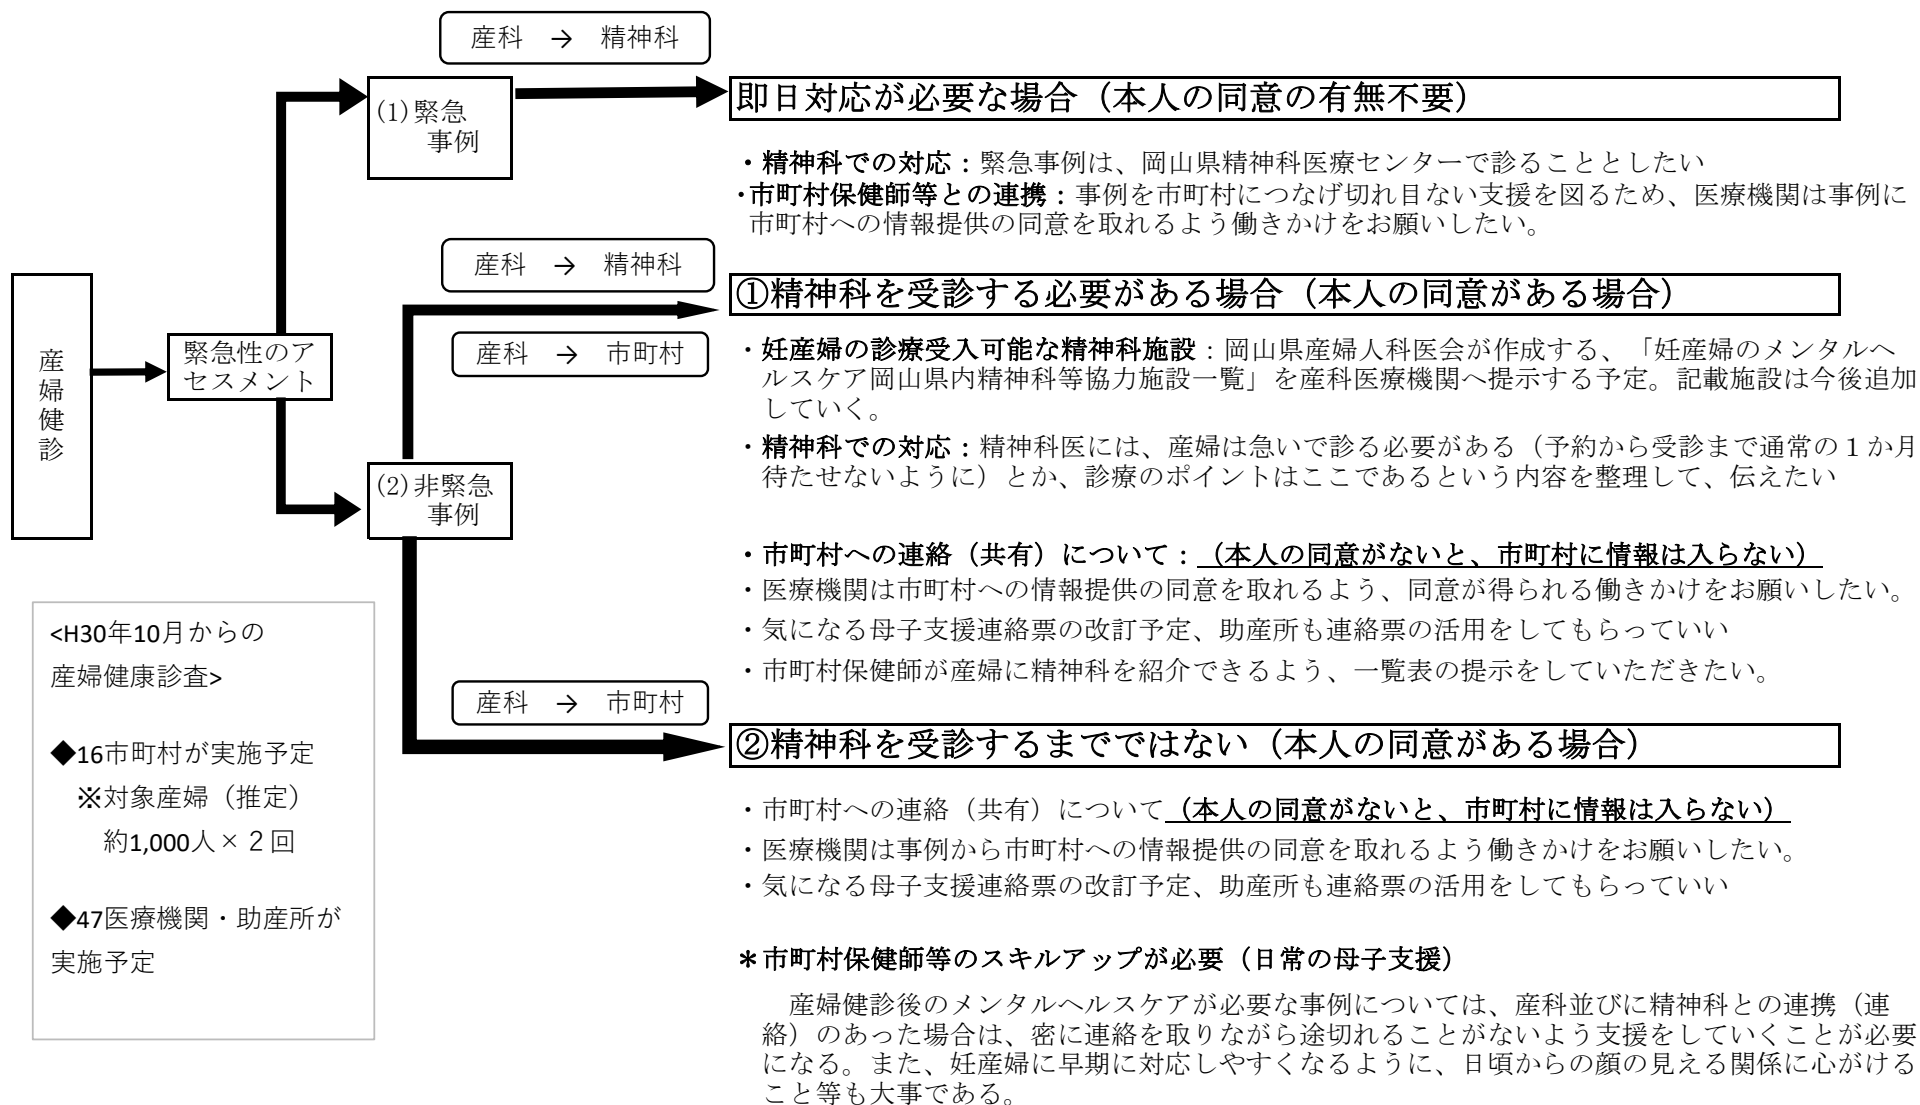 産科 → 精神科
(1)緊急
事例
即日対応が必要な場合（本人の同意の有無不要）
・精神科での対応：緊急事例は、岡山県精神科医療センターで診ることとしたい
・市町村保健師等との連携：事例を市町村につなげ切れ目ない支援を図るため、医療機関は事例に
市町村への情報提供の同意を取れるよう働きかけをお願いしたい。
産科 → 精神科
①精神科を受診する必要がある場合（本人の同意がある場合）
産科 → 市町村
産婦健診
緊急性のア
セスメント
・妊産婦の診療受入可能な精神科施設：岡山県産婦人科医会が作成する、「妊産婦のメンタルヘ
ルスケア岡山県内精神科等協力施設一覧」を産科医療機関へ提示する予定。記載施設は今後追加
していく。
・精神科での対応：精神科医には、産婦は急いで診る必要がある（予約から受診まで通常の１か月
待たせないように）とか、診療のポイントはここであるという内容を整理して、伝えたい
(2)非緊急
事例
・市町村への連絡（共有）について：（本人の同意がないと、市町村に情報は入らない）
・医療機関は市町村への情報提供の同意を取れるよう、同意が得られる働きかけをお願いしたい。
・気になる母子支援連絡票の改訂予定、助産所も連絡票の活用をしてもらっていい
・市町村保健師が産婦に精神科を紹介できるよう、一覧表の提示をしていただきたい。
産科 → 市町村
②精神科を受診するまでではない（本人の同意がある場合）
・市町村への連絡（共有）について（本人の同意がないと、市町村に情報は入らない）
・医療機関は事例から市町村への情報提供の同意を取れるよう働きかけをお願いしたい。
・気になる母子支援連絡票の改訂予定、助産所も連絡票の活用をしてもらっていい
＊市町村保健師等のスキルアップが必要（日常の母子支援）
産婦健診後のメンタルヘルスケアが必要な事例については、産科並びに精神科との連携（連
絡）のあった場合は、密に連絡を取りながら途切れることがないよう支援をしていくことが必要
になる。また、妊産婦に早期に対応しやすくなるように、日頃からの顔の見える関係に心がける
こと等も大事である。
<H30年10月からの
産婦健康診査>
◆16市町村が実施予定
※対象産婦（推定）
約1,000人×２回
◆47医療機関・助産所が
実施予定